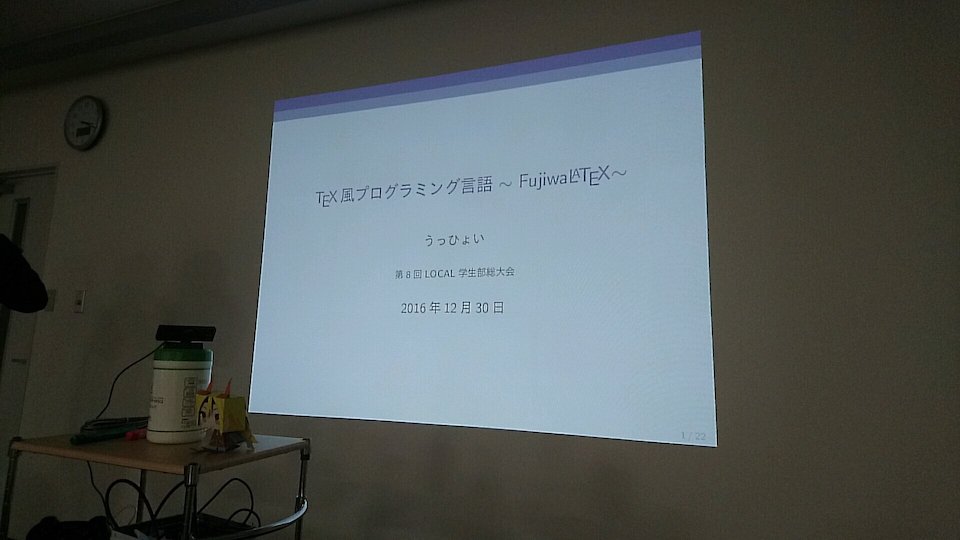 TEX 風プログラミング言語 ～ FujiwaLATEX～
うっひょい
第 8 回 LOCAL 学生部総大会
2016 年 12 月 30 日
1 / 22